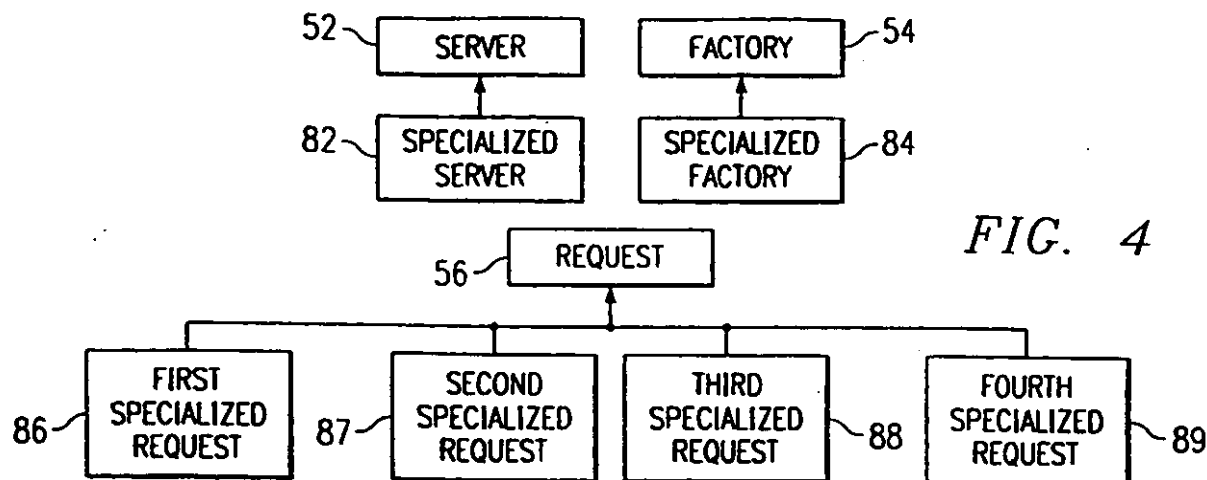 52 SERVER
FACTORY 54
82 SPECIALIZED SERVER
SPECIALIZED FACTORY 84
56 REQUEST
FIG. 4
86 FIRST SPECIALIZED REQUEST
87 SECOND SPECIALIZED REQUEST
THIRD SPECIALIZED REQUEST 88
FOURTH SPECIALIZED REQUEST 89